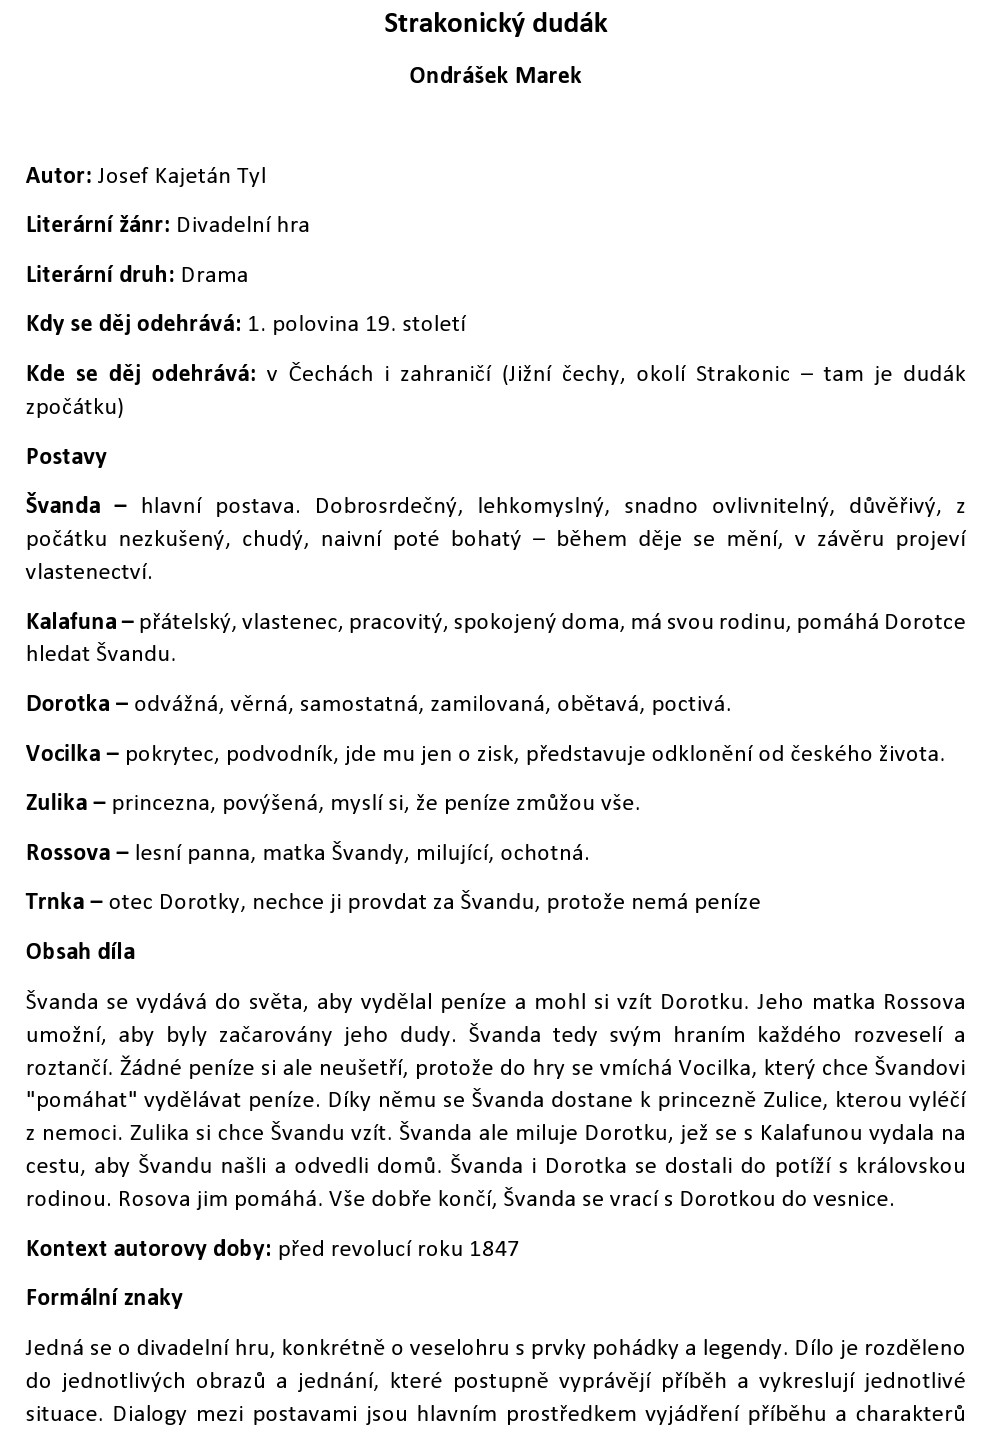 Strakonický dudák
Ondrášek Marek
Autor: Josef Kajetán Tyl
Literární žánr: Divadelní hra
Literární druh: Drama
Kdy se děj odehrává: 1. polovina 19. století
Kde se děj odehrává: v Čechách i zahraničí (Jižní čechy, okolí Strakonic – tam je dudák
zpočátku)
Postavy
Švanda – hlavní postava. Dobrosrdečný, lehkomyslný, snadno ovlivnitelný, důvěřivý, z
počátku nezkušený, chudý, naivní poté bohatý – během děje se mění, v závěru projeví
vlastenectví.
Kalafuna – přátelský, vlastenec, pracovitý, spokojený doma, má svou rodinu, pomáhá Dorotce
hledat Švandu.
Dorotka – odvážná, věrná, samostatná, zamilovaná, obětavá, poctivá.
Vocilka – pokrytec, podvodník, jde mu jen o zisk, představuje odklonění od českého života.
Zulika – princezna, povýšená, myslí si, že peníze zmůžou vše.
Rossova – lesní panna, matka Švandy, milující, ochotná.
Trnka – otec Dorotky, nechce ji provdat za Švandu, protože nemá peníze
Obsah díla
Švanda se vydává do světa, aby vydělal peníze a mohl si vzít Dorotku. Jeho matka Rossova
umožní, aby byly začarovány jeho dudy. Švanda tedy svým hraním každého rozveselí a
roztančí. Žádné peníze si ale neušetří, protože do hry se vmíchá Vocilka, který chce Švandovi
"pomáhat" vydělávat peníze. Díky němu se Švanda dostane k princezně Zulice, kterou vyléčí
z nemoci. Zulika si chce Švandu vzít. Švanda ale miluje Dorotku, jež se s Kalafunou vydala na
cestu, aby Švandu našli a odvedli domů. Švanda i Dorotka se dostali do potíží s královskou
rodinou. Rosova jim pomáhá. Vše dobře končí, Švanda se vrací s Dorotkou do vesnice.
Kontext autorovy doby: před revolucí roku 1847
Formální znaky
Jedná se o divadelní hru, konkrétně o veselohru s prvky pohádky a legendy. Dílo je rozděleno
do jednotlivých obrazů a jednání, které postupně vyprávějí příběh a vykreslují jednotlivé
situace. Dialogy mezi postavami jsou hlavním prostředkem vyjádření příběhu a charakterů